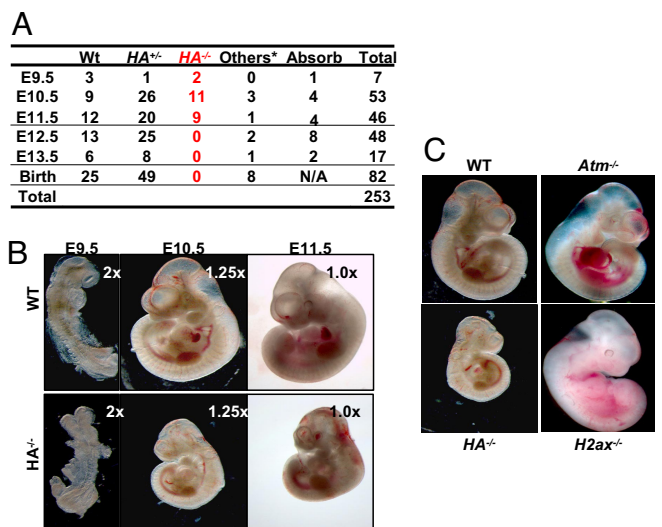 A
Wt HA+/- HA-/- Others* Absorb Total
E9.5 3 1 2 0 1 7
E10.5 9 26 11 3 4 53
E11.5 12 20 9 1 4 46
E12.5 13 25 0 2 8 48
E13.5 6 8 0 1 2 17
Birth 25 49 0 8 N/A 82
Total 253
B
E9.5 E10.5 E11.5
WT 2x 1.25x 1.0x
HA-/- 2x 1.25x 1.0x
C
WT Atm-/-
HA-/- H2ax-/-